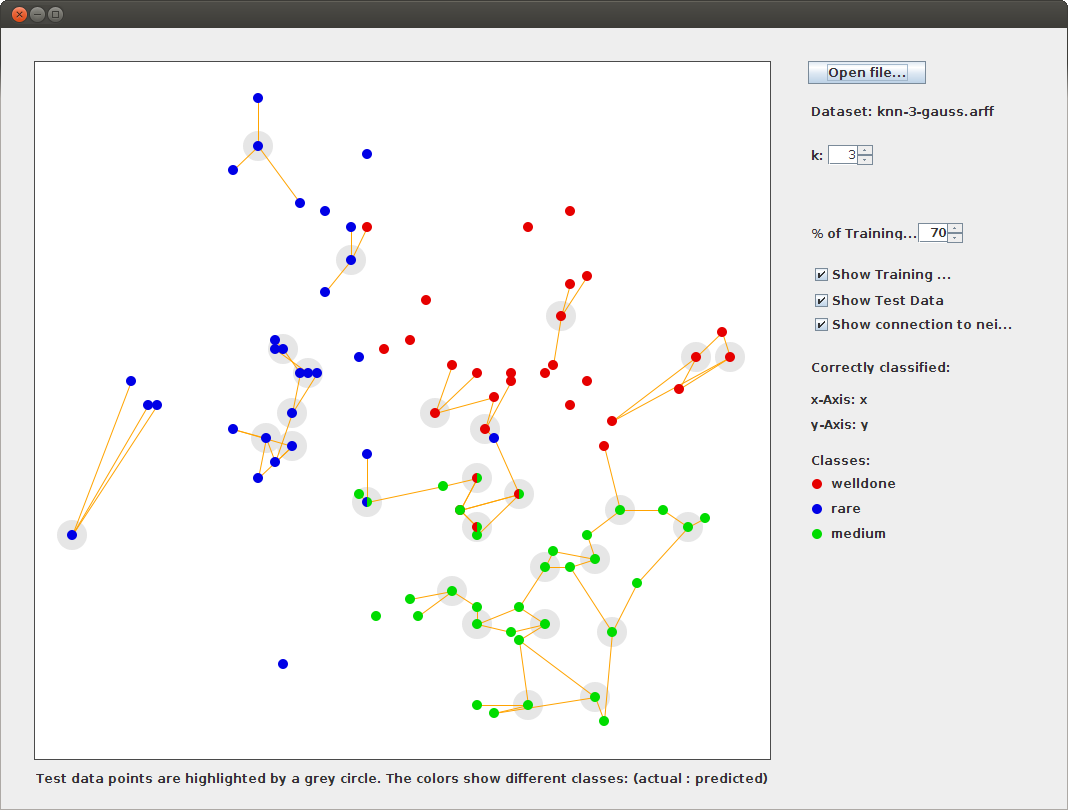 Open file...
Dataset: knn-3-gauss.arff
k: 3
% of Training... 70
Show Training ...
Show Test Data
Show connection to nei...
Correctly classified:
x-Axis: x
y-Axis: y
Classes:
welldone
rare
medium
Test data points are highlighted by a grey circle. The colors show different classes: (actual : predicted)